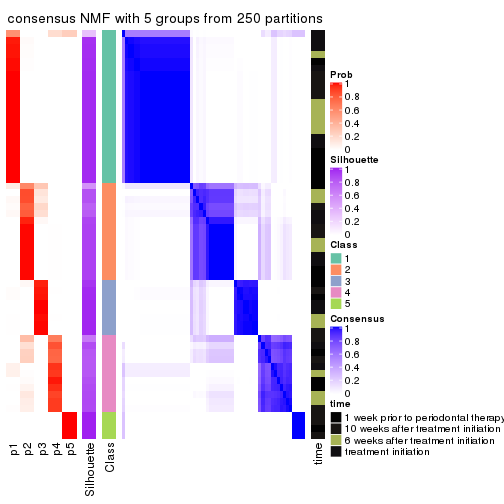 consensus NMF with 5 groups from 250 partitions
Prob
1
0.8
0.6
0.4
0.2
0
Silhouette
1
0.8
0.6
0.4
0.2
0
Class
1
2
3
4
5
Consensus
1
0.8
0.6
0.4
0.2
0
time
1 week prior to periodontal therapy
10 weeks after treatment initiation
6 weeks after treatment initiation
treatment initiation
p1
p2
p3
p4
p5
Silhouette
Class
time